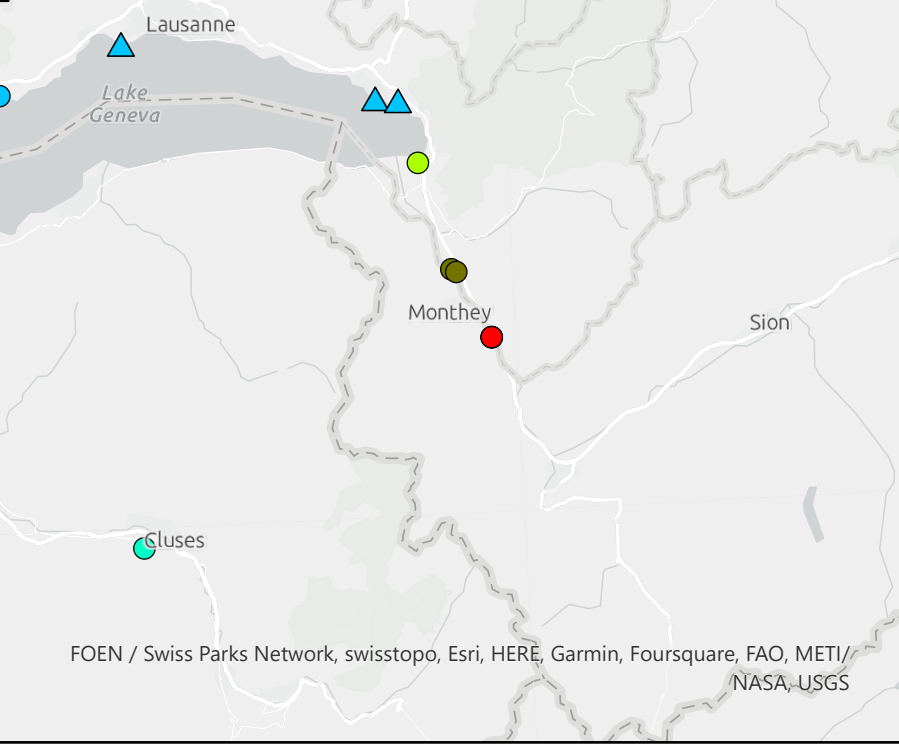 Lausanne
Lake
Geneva
Monthey
Sion
Cluses
FOEN / Swiss Parks Network, swisstopo, Esri, HERE, Garmin, Foursquare, FAO, METI/
NASA, USGS